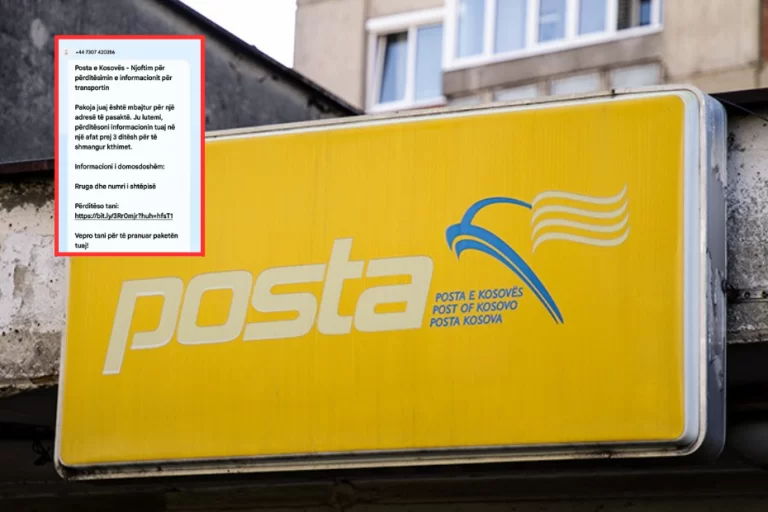 +44 7307 420356
Posta e Kosovës - Njoftim për
përditësimin e informacionit për
transportin
Pakoja juaj është mbajtur për një
adresë të pasaktë. Ju lutemi,
përditësoni informacionin tuaj në
një afat prej 3 ditësh për të
shmangur kthimet.
Informacioni i domosdoshëm:
Rruga dhe numri i shtëpisë
Përditëso tani:
https://bit.ly/3Rr0mjr?huh=hfsT1
Vepro tani për të pranuar paketën
tuaj!
posta
POSTA E KOSOVËS
POST OF KOSOVO
POSTA KOSOVA